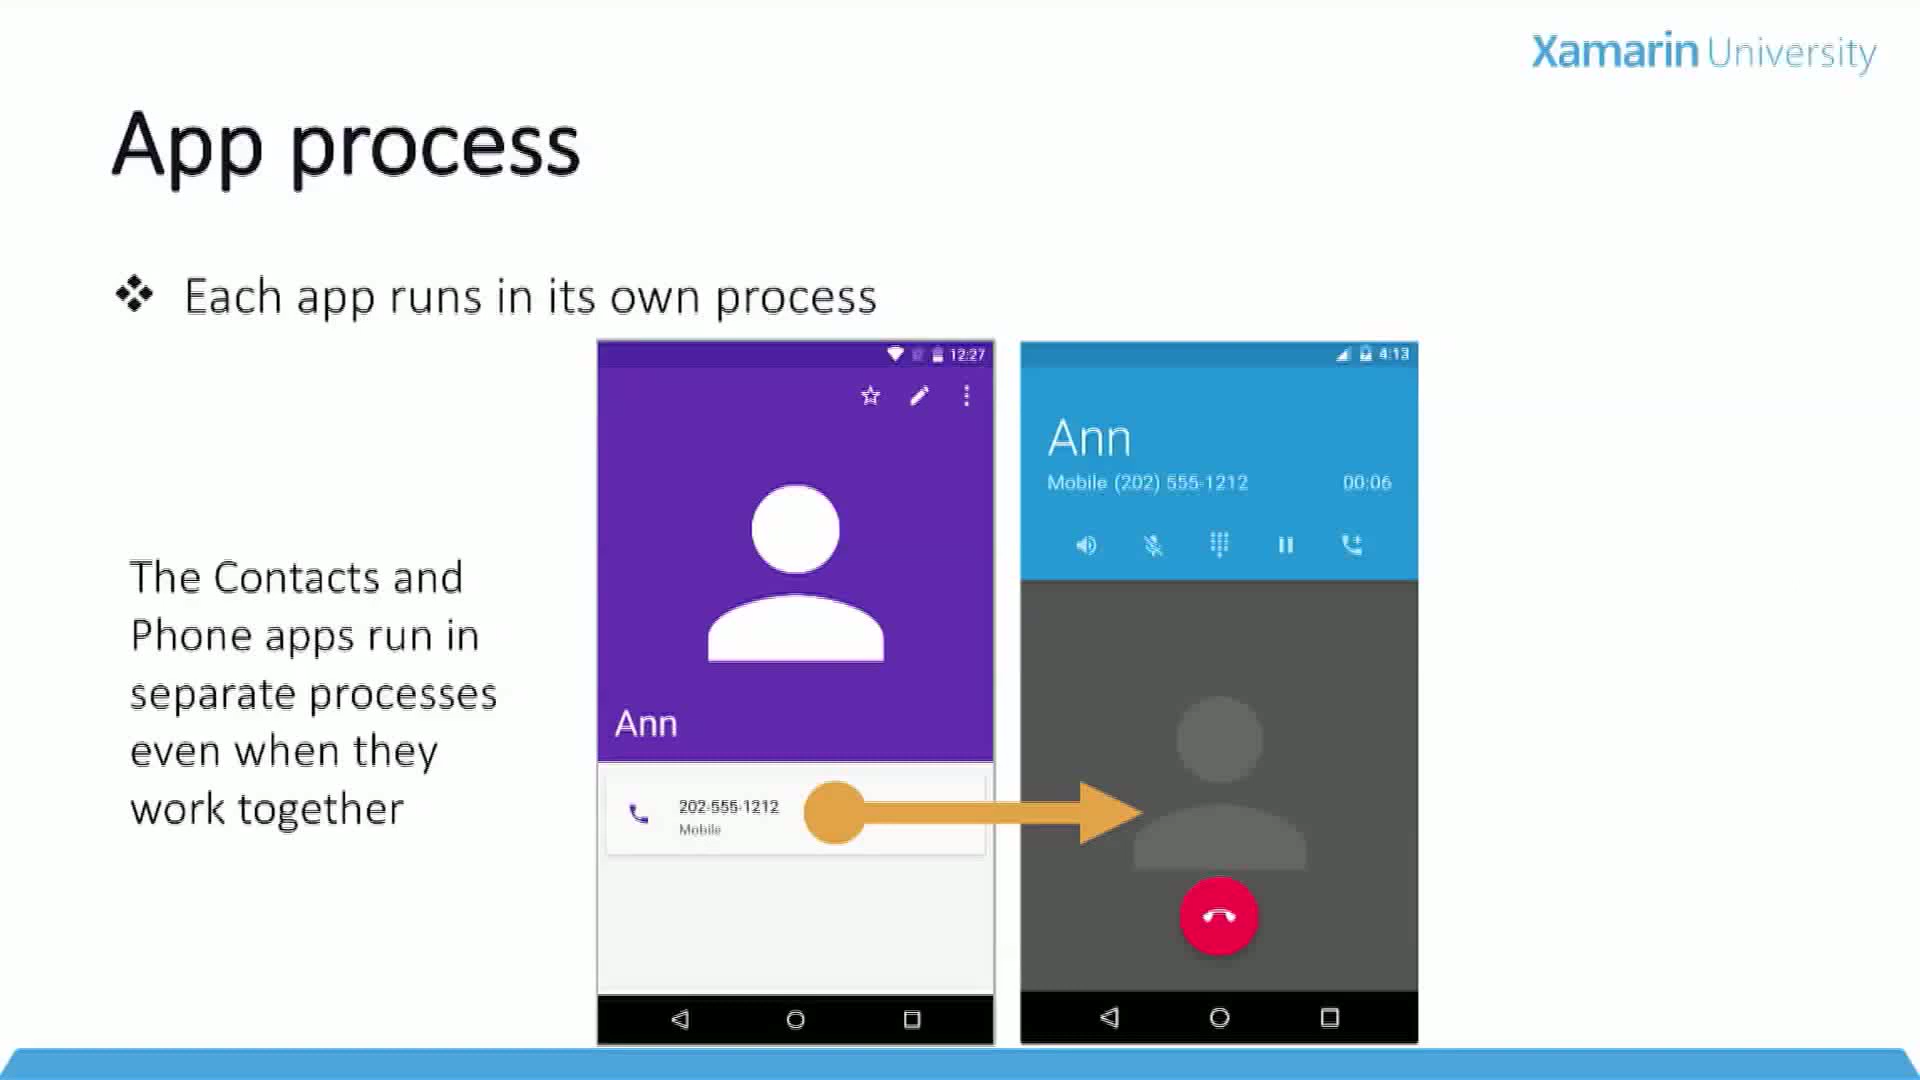 Xamarin University
App process
❖ Each app runs in its own process
The Contacts and
Phone apps run in
separate processes
even when they
work together
12:27
Ann
202-555-1212
Mobile
4:13
Ann
Mobile (202) 555-1212 00:06